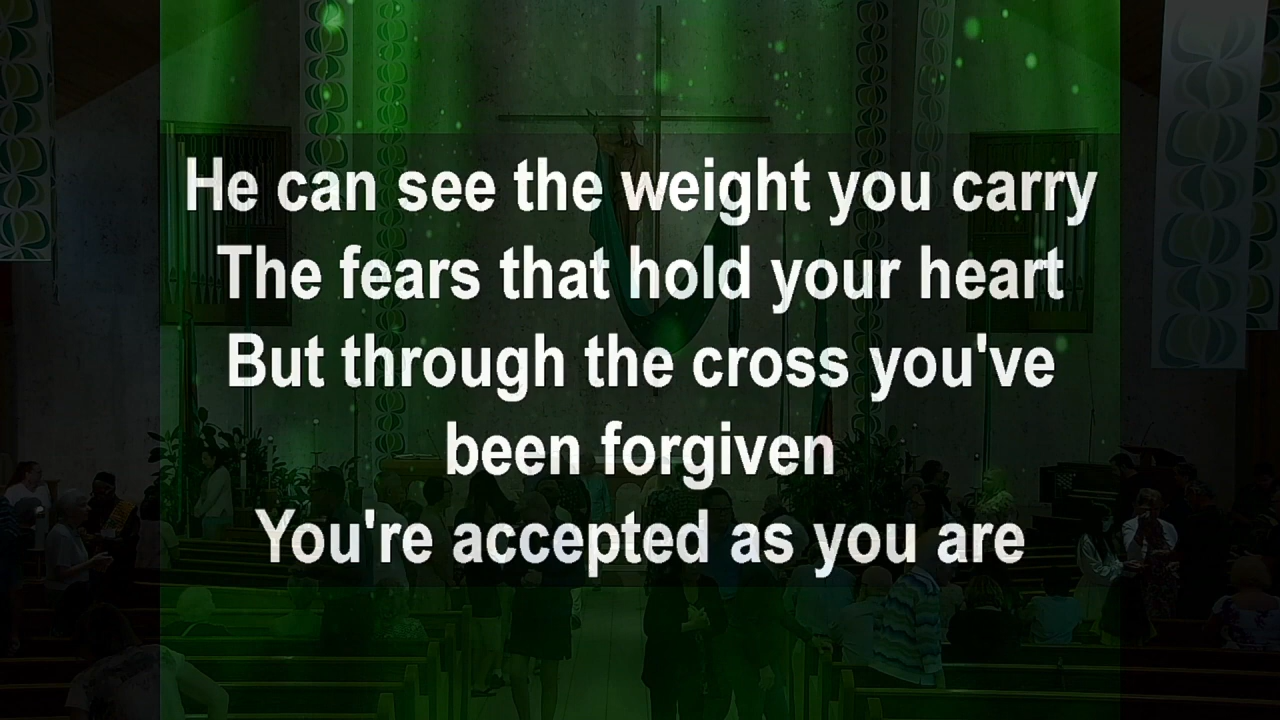 He can see the weight you carry
The fears that hold your heart
But through the cross you've
been forgiven
You're accepted as you are